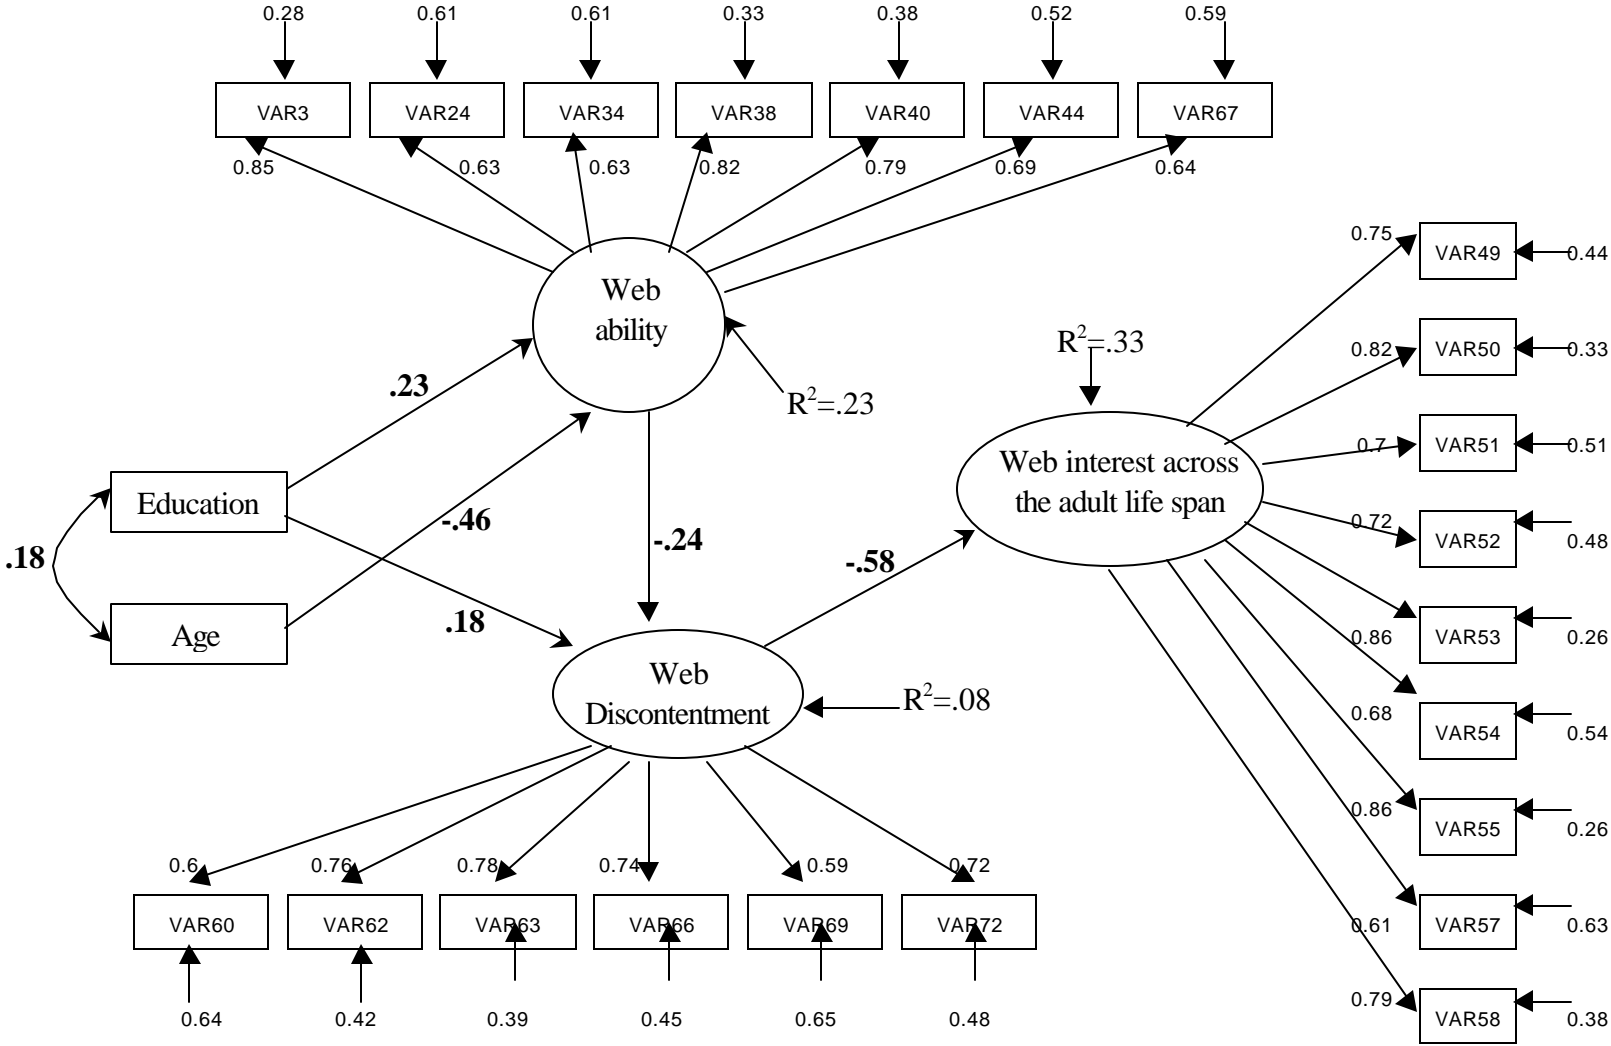 0.28 0.61 0.61 0.33 0.38 0.52 0.59
VAR3 VAR24 VAR34 VAR38 VAR40 VAR44 VAR67
0.85 0.63 0.63 0.82 0.79 0.69 0.64
Web
ability
R²=.23
.23
-.46
Education
Age
.18
.18
-.24
-.58
Web
Discontentment
R²=.08
R²=.33
Web interest across
the adult life span
0.75 VAR49 0.44
0.82 VAR50 0.33
0.7 VAR51 0.51
0.72 VAR52 0.48
0.86 VAR53 0.26
0.68 VAR54 0.54
0.86 VAR55 0.26
0.61 VAR57 0.63
0.79 VAR58 0.38
0.6 0.76 0.78 0.74 0.59 0.72
VAR60 VAR62 VAR63 VAR66 VAR69 VAR72
0.64 0.42 0.39 0.45 0.65 0.48